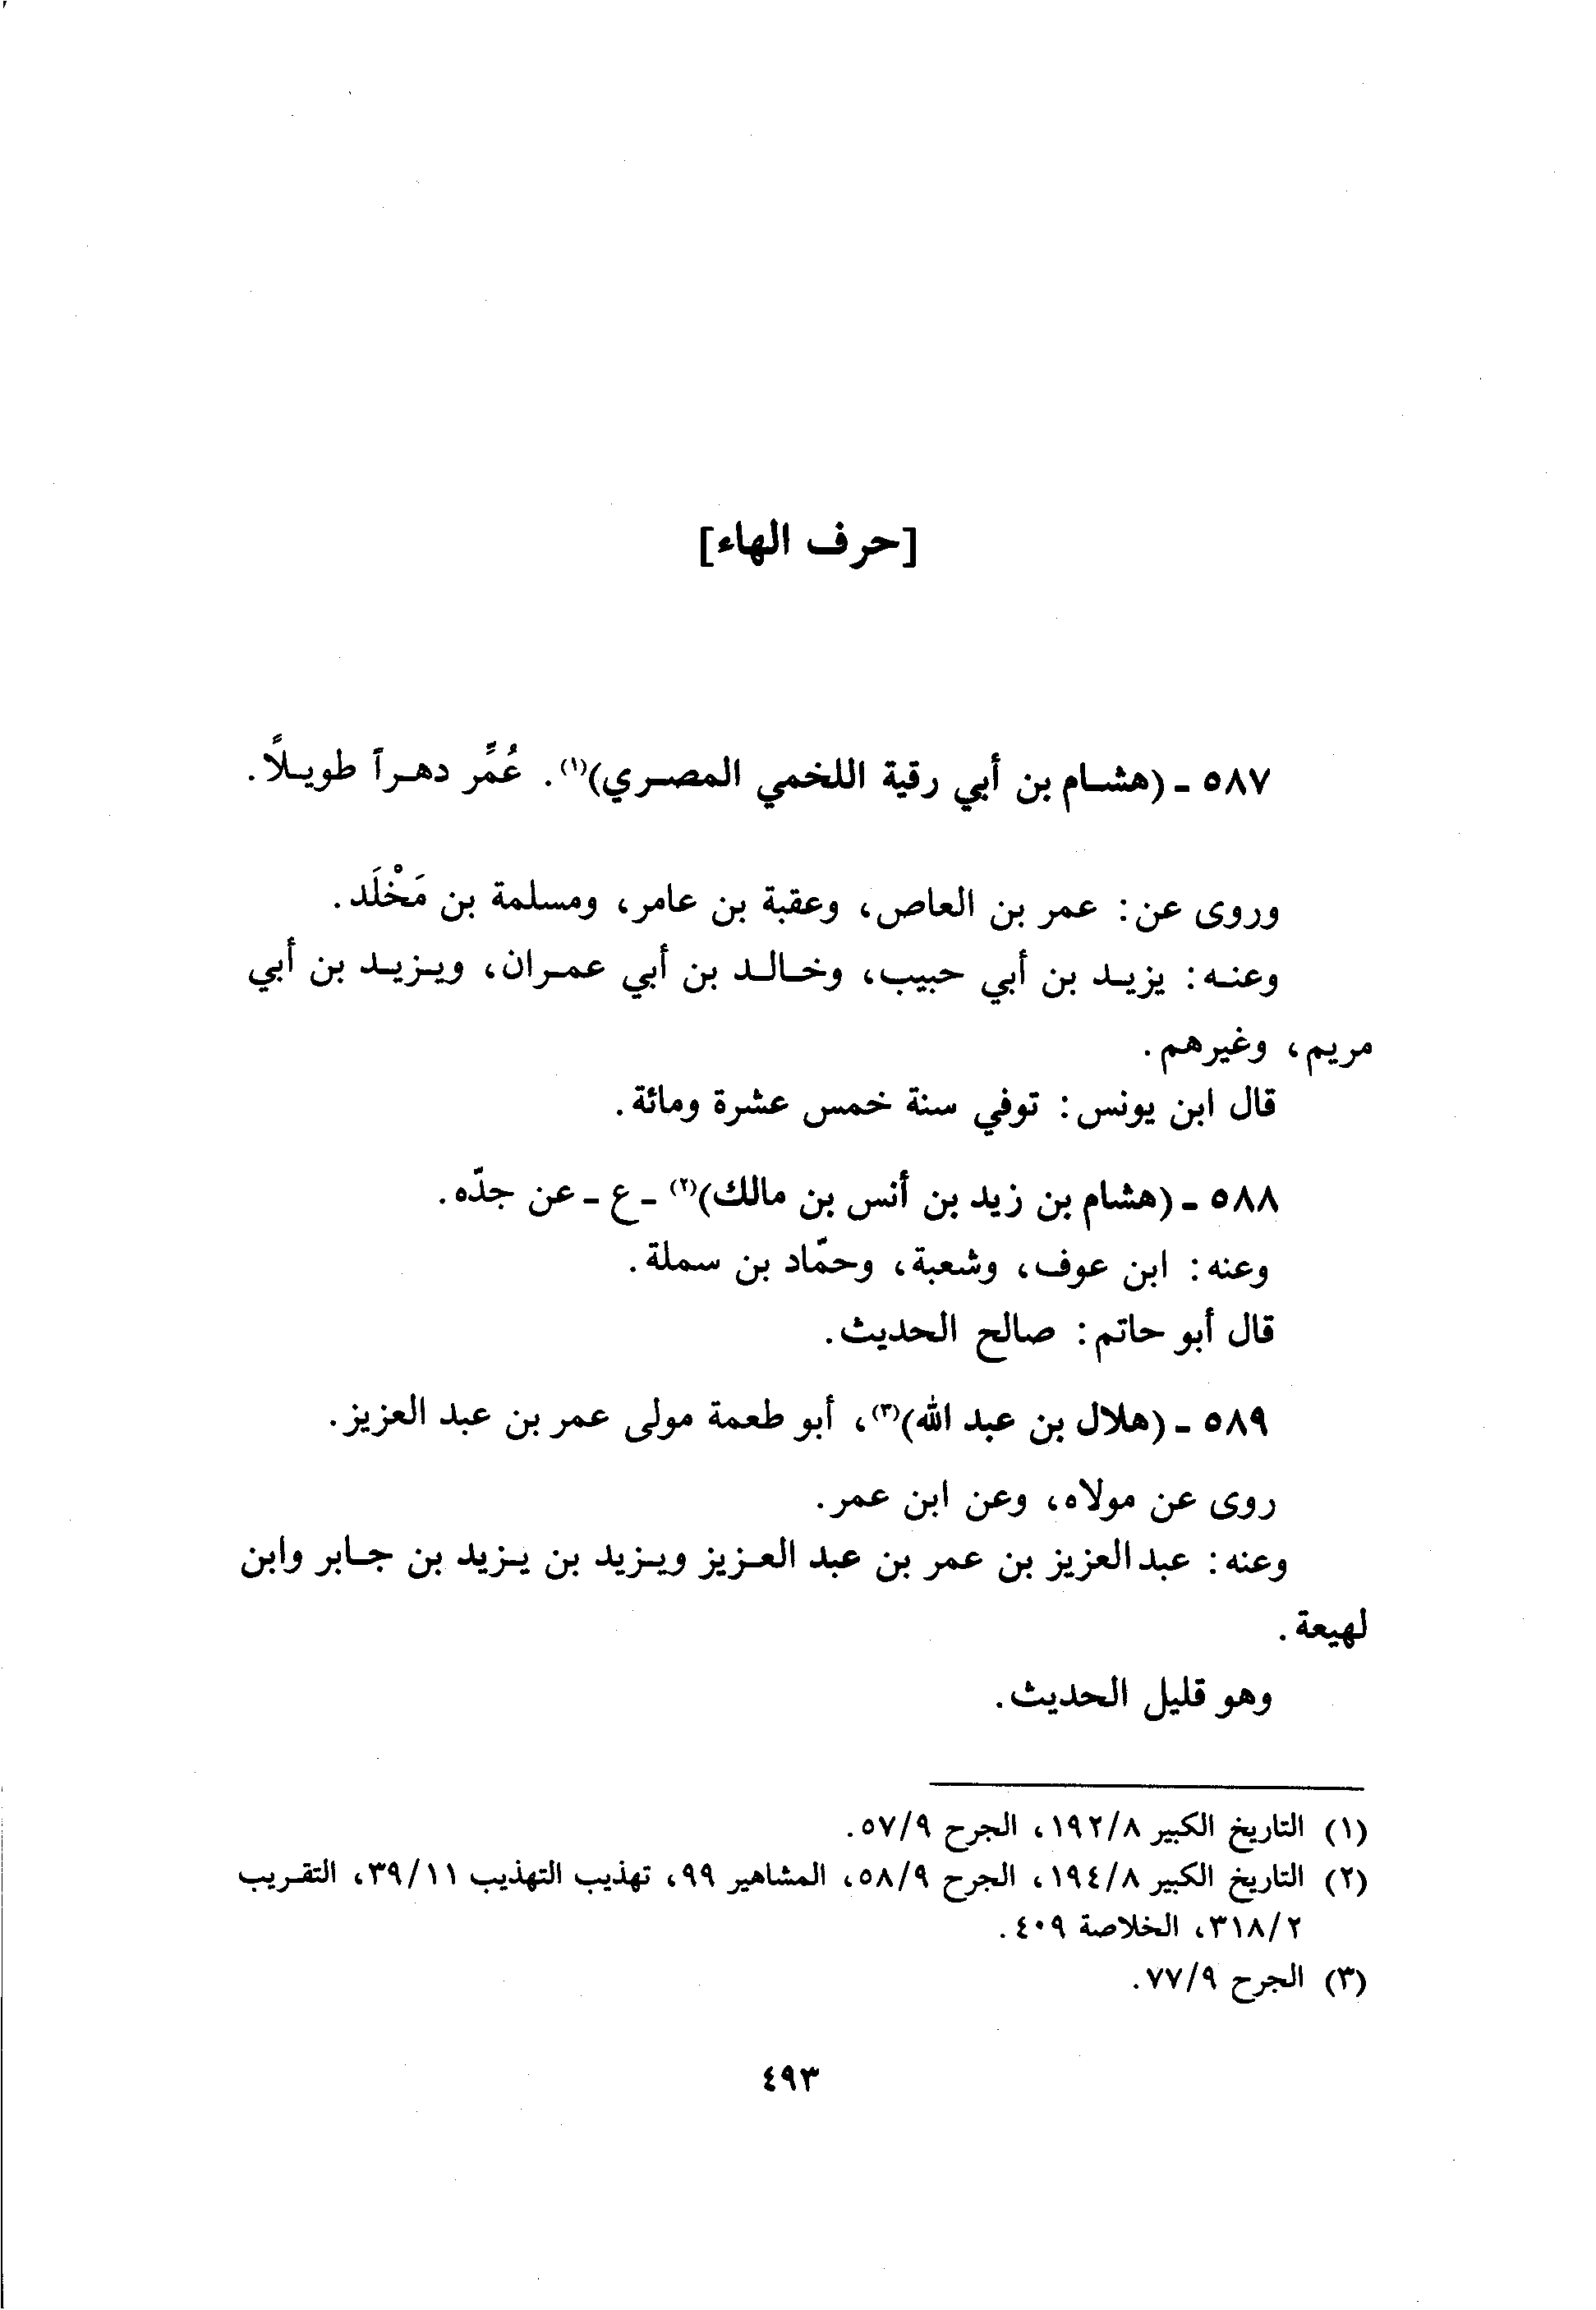 [حرف الهاء]
٥٨٧ ـ (هشام بن أبي رقية اللخمي المصري)(١). عُمِّر دهراً طويلاً.
وروى عن: عمر بن العاص، وعقبة بن عامر، ومسلمة بن مَخْلَد.
وعنه: يزيد بن أبي حبيب، وخالد بن أبي عمران، ويزيد بن أبي
مريم، وغيرهم.
قال ابن يونس: توفي سنة خمس عشرة ومائة.
٥٨٨ ـ (هشام بن زيد بن أنس بن مالك)(٢) ـ ع ـ عن جدّه.
وعنه: ابن عوف، وشعبة، وحمّاد بن سملة.
قال أبو حاتم: صالح الحديث.
٥٨٩ ـ (هلال بن عبد الله)(٣)، أبو طعمة مولى عمر بن عبد العزيز.
روى عن مولاه، وعن ابن عمر.
وعنه: عبدالعزيز بن عمر بن عبد العزيز ويزيد بن يزيد بن جابر وابن
لهيعة.
وهو قليل الحديث.
(١) التاريخ الكبير ١٩٢/٨، الجرح ٥٧/٩.
(٢) التاريخ الكبير ١٩٤/٨، الجرح ٥٨/٩، المشاهير ٩٩، تهذيب التهذيب ٣٩/١١، التقريب
٣١٨/٢، الخلاصة ٤٠٩.
(٣) الجرح ٧٧/٩.
٤٩٣